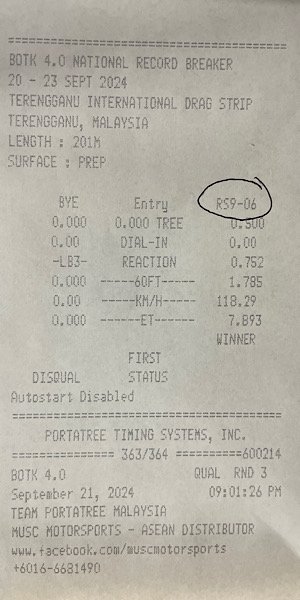 =====================================
BOTK 4.0 NATIONAL RECORD BREAKER
20 - 23 SEPT 2024
TERENGGANU INTERNATIONAL DRAG STRIP
TERENGGANU, MALAYSIA
LENGTH : 201M
SURFACE : PREP
BYE Entry RS9-06
0.000 0.000 TREE 0.500
0.00 DIAL-IN 0.00
-LB3- REACTION 0.752
0.000 ------60FT------ 1.785
0.00 ------KM/H------ 118.29
0.000 -------ET------- 7.893
WINNER
FIRST
DISQUAL STATUS
Autostart Disabled
=====================================
PORTATREE TIMING SYSTEMS, INC.
============== 363/364 =========600214
BOTK 4.0 QUAL RND 3
September 21, 2024 09:01:26 PM
TEAM PORTATREE MALAYSIA
MUSC MOTORSPORTS - ASEAN DISTRIBUTOR
www.facebook.com/muscmotorsports
+6016-6681490